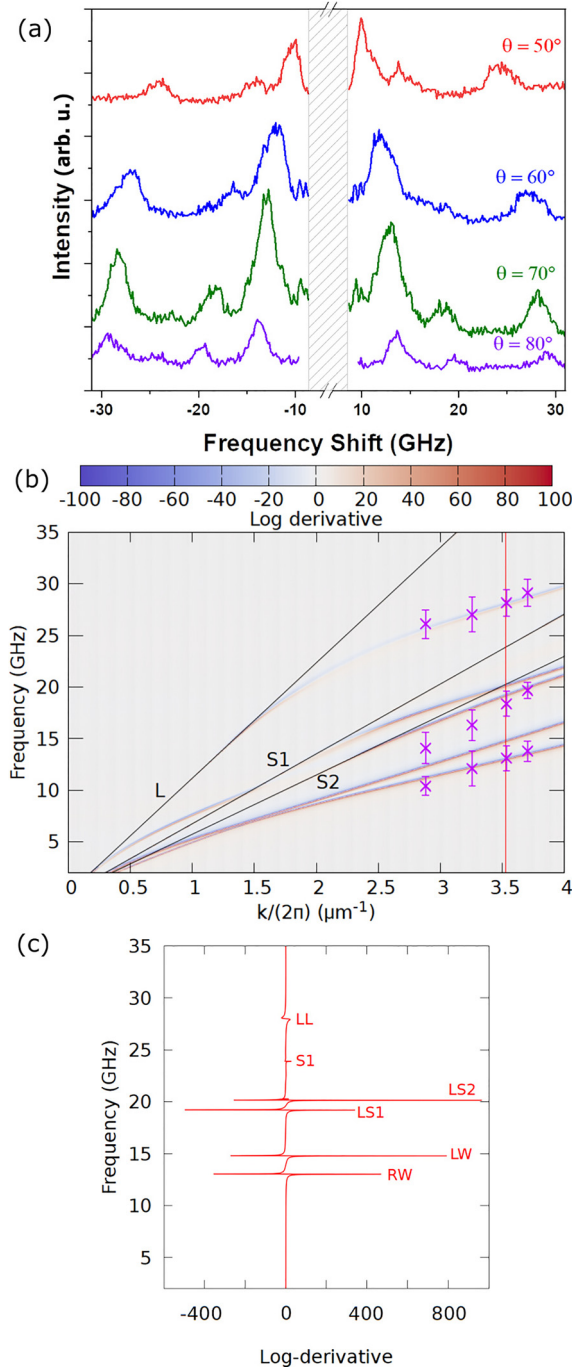 (a)
θ = 50°
θ = 60°
θ = 70°
θ = 80°
Intensity (arb. u.)
-31 -20 -10 10 20 31
Frequency Shift (GHz)
(b)
-100 -80 -60 -40 -20 0 20 40 60 80 100
Log derivative
35
30
25
20
15
10
5
Frequency (GHz)
L
S1
S2
0 0.5 1 1.5 2 2.5 3 3.5 4
k/(2π) (μm⁻¹)
(c)
35
30
25
20
15
10
5
Frequency (GHz)
LL
S1
LS2
LS1
LW
RW
-400 0 400 800
Log-derivative